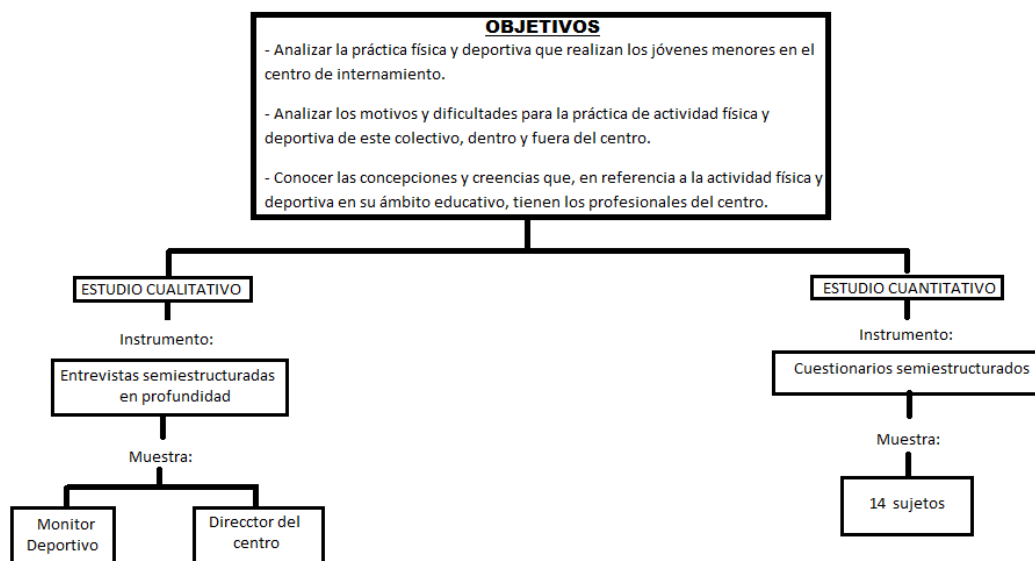 OBJETIVOS
- Analizar la práctica física y deportiva que realizan los jóvenes menores en el
centro de internamiento.
- Analizar los motivos y dificultades para la práctica de actividad física y
deportiva de este colectivo, dentro y fuera del centro.
- Conocer las concepciones y creencias que, en referencia a la actividad física y
deportiva en su ámbito educativo, tienen los profesionales del centro.
ESTUDIO CUALITATIVO
Instrumento:
Entrevistas semiestructuradas
en profundidad
Muestra:
Monitor
Deportivo
Direcctor del
centro
ESTUDIO CUANTITATIVO
Instrumento:
Cuestionarios semiestructurados
Muestra:
14 sujetos